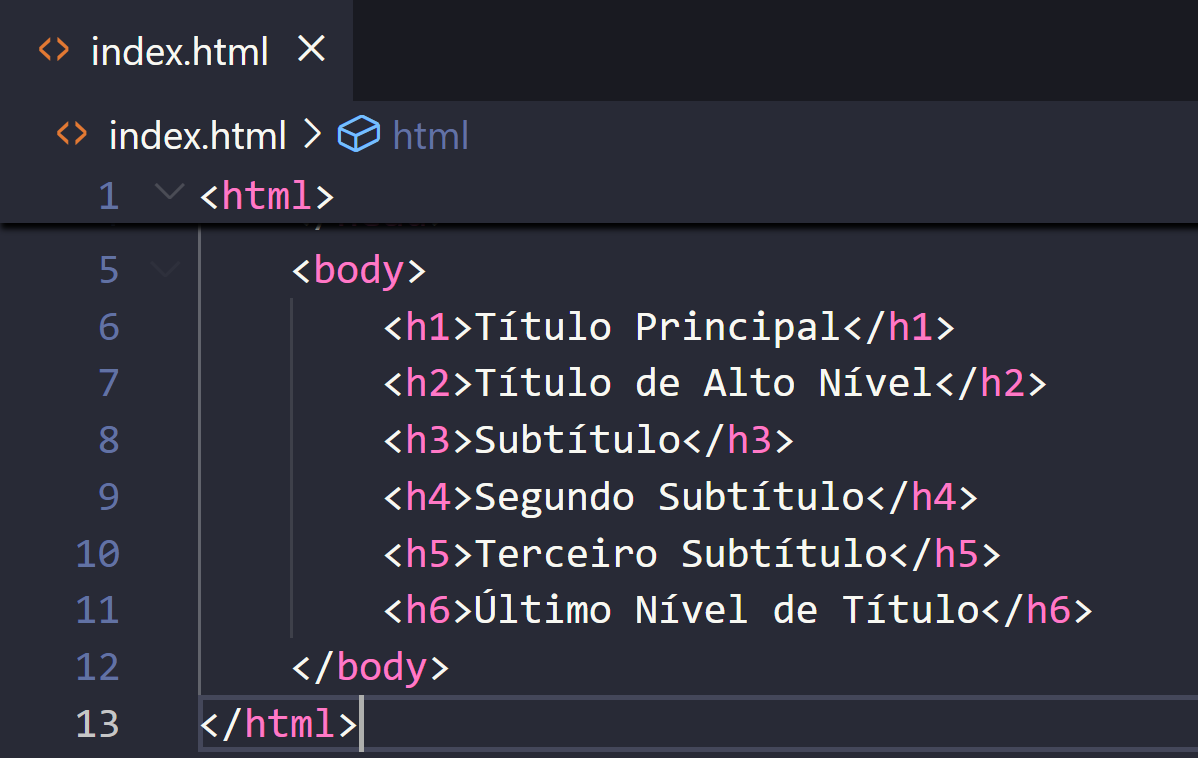 index.html
index.html > html
1 <html>
5 <body>
6 <h1>Título Principal</h1>
7 <h2>Título de Alto Nível</h2>
8 <h3>Subtítulo</h3>
9 <h4>Segundo Subtítulo</h4>
10 <h5>Terceiro Subtítulo</h5>
11 <h6>Último Nível de Título</h6>
12 </body>
13 </html>